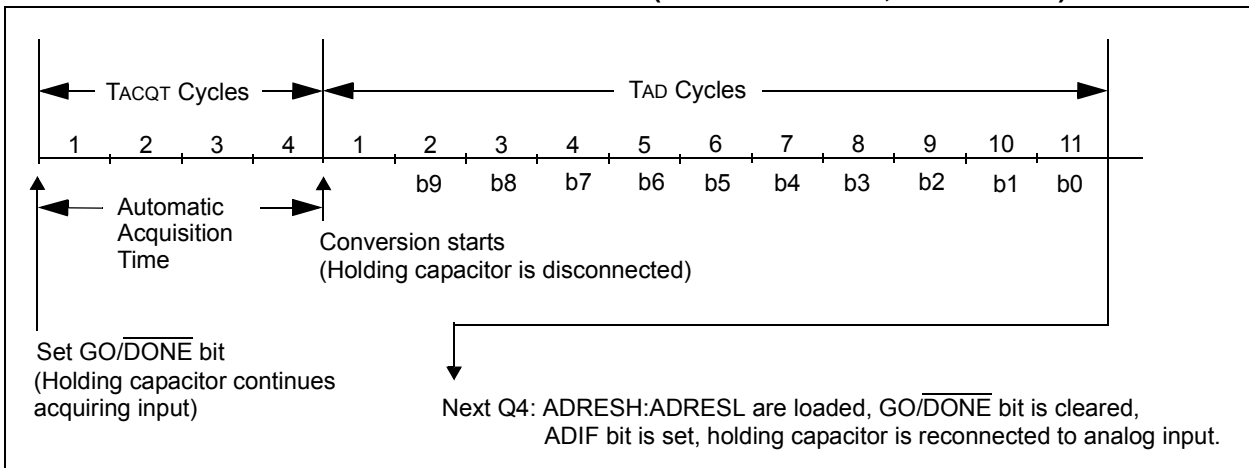 TACQT Cycles TAD Cycles
1 2 3 4 1 2 3 4 5 6 7 8 9 10 11
b9 b8 b7 b6 b5 b4 b3 b2 b1 b0
Automatic
Acquisition
Time
Conversion starts
(Holding capacitor is disconnected)
Set GO/DONE bit
(Holding capacitor continues
acquiring input)
Next Q4: ADRESH:ADRESL are loaded, GO/DONE bit is cleared,
ADIF bit is set, holding capacitor is reconnected to analog input.